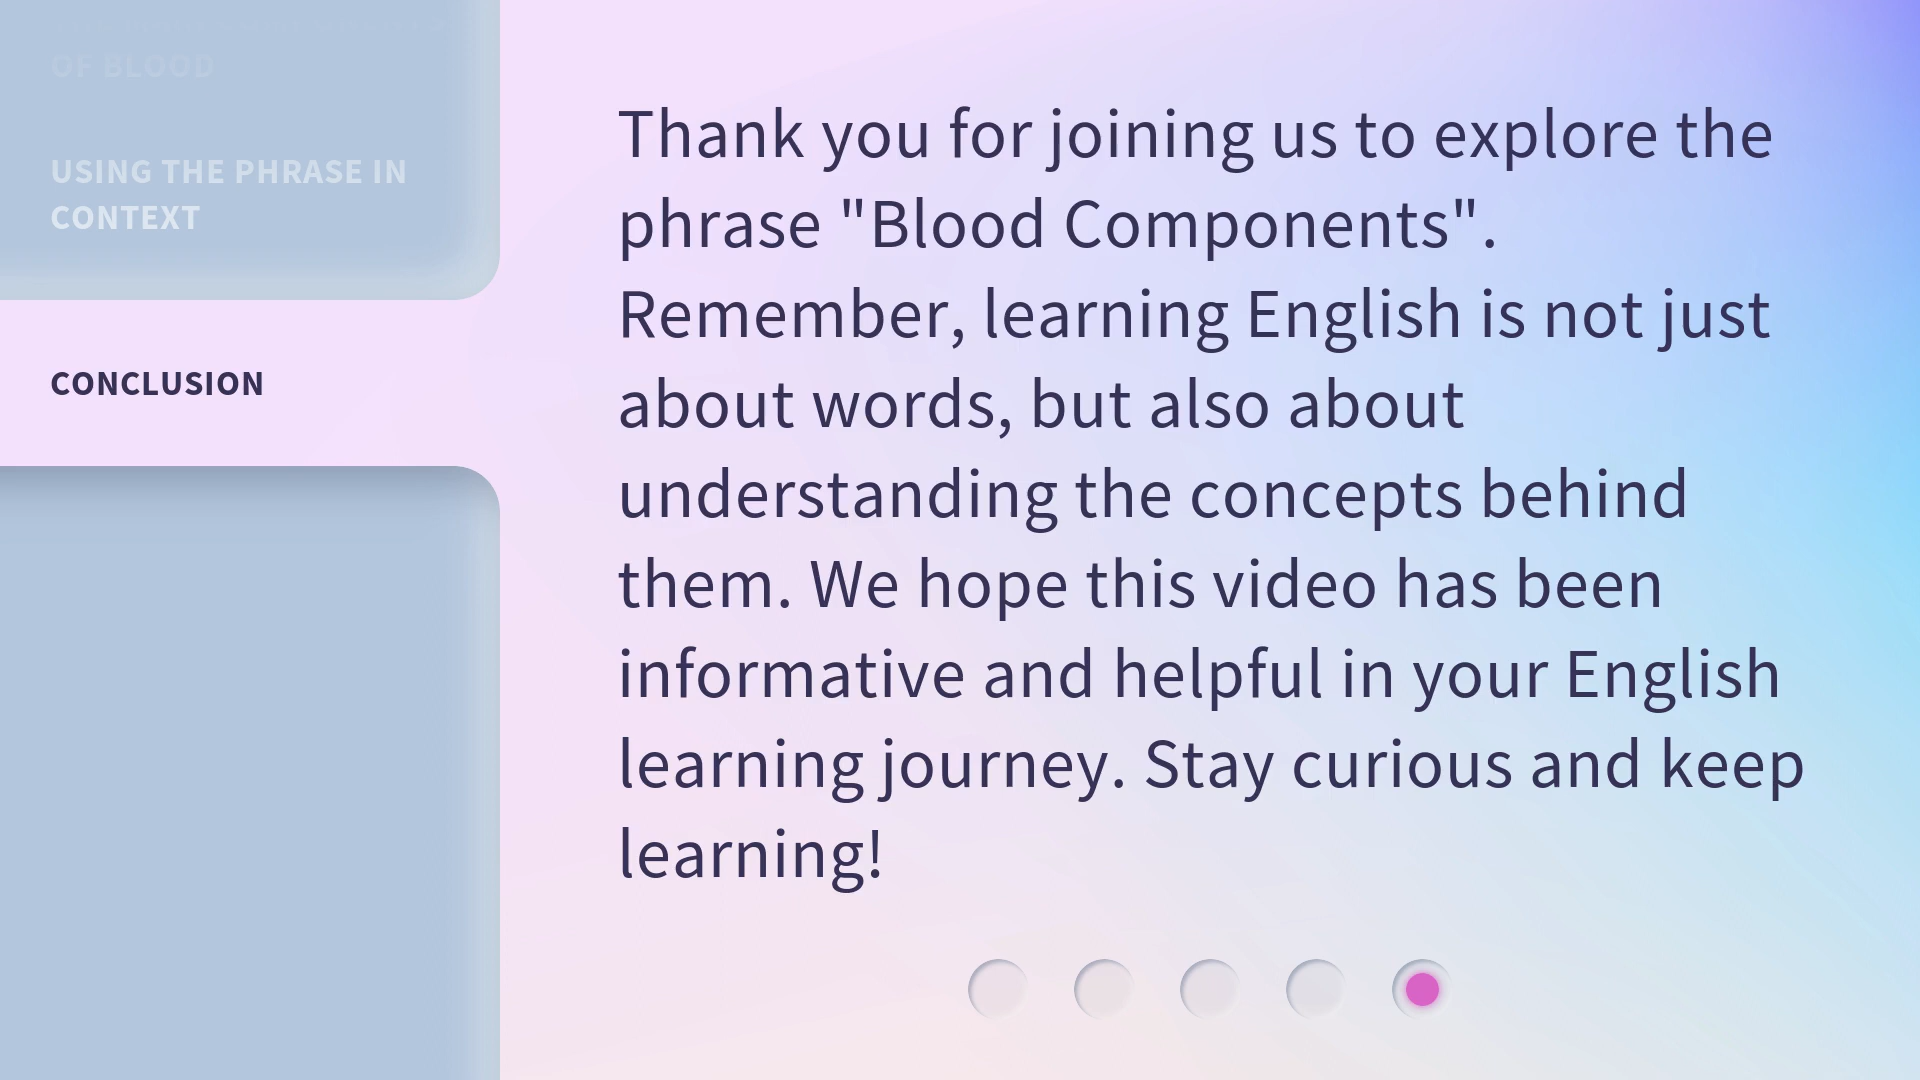 OF BLOOD
USING THE PHRASE IN
CONTEXT
CONCLUSION
Thank you for joining us to explore the
phrase "Blood Components".
Remember, learning English is not just
about words, but also about
understanding the concepts behind
them. We hope this video has been
informative and helpful in your English
learning journey. Stay curious and keep
learning!